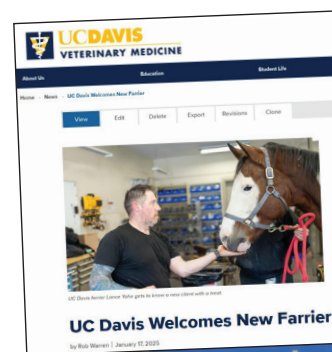 UCDAVIS
VETERINARY MEDICINE
About Us Education Student Life
Home News UC Davis Welcomes New Farrier
View Edit Delete Export Revisions Clone
UC Davis farrier Lance Yoho gets to know a new client with a treat.
UC Davis Welcomes New Farrier
by Rob Warren | January 17, 2025